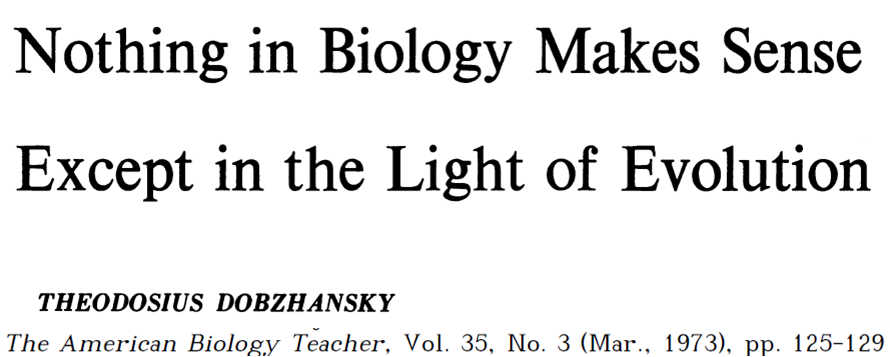 Nothing in Biology Makes Sense
Except in the Light of Evolution
THEODOSIUS DOBZHANSKY
The American Biology Teacher, Vol. 35, No. 3 (Mar., 1973), pp. 125-129